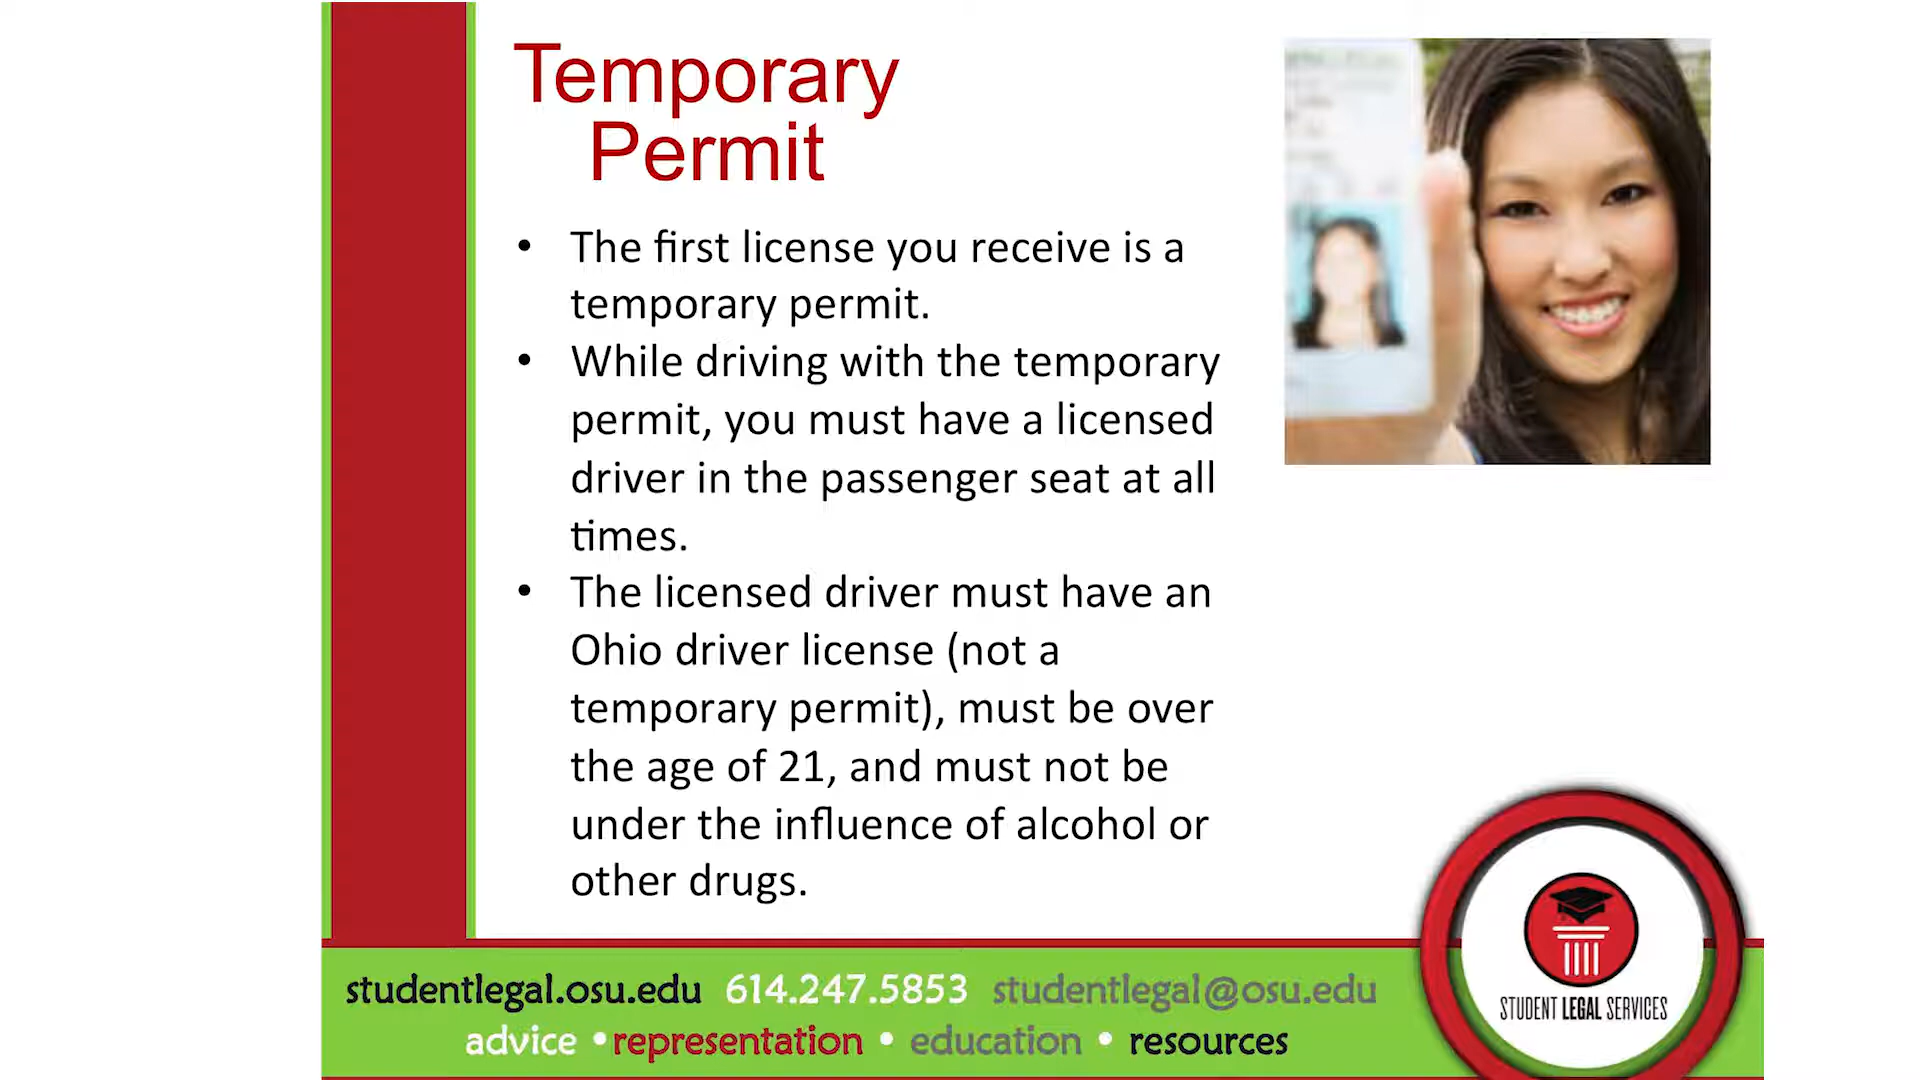 Temporary
Permit
• The first license you receive is a
temporary permit.
• While driving with the temporary
permit, you must have a licensed
driver in the passenger seat at all
times.
• The licensed driver must have an
Ohio driver license (not a
temporary permit), must be over
the age of 21, and must not be
under the influence of alcohol or
other drugs.
STUDENT LEGAL SERVICES
studentlegal.osu.edu 614.247.5853 studentlegal@osu.edu
advice • representation • education • resources